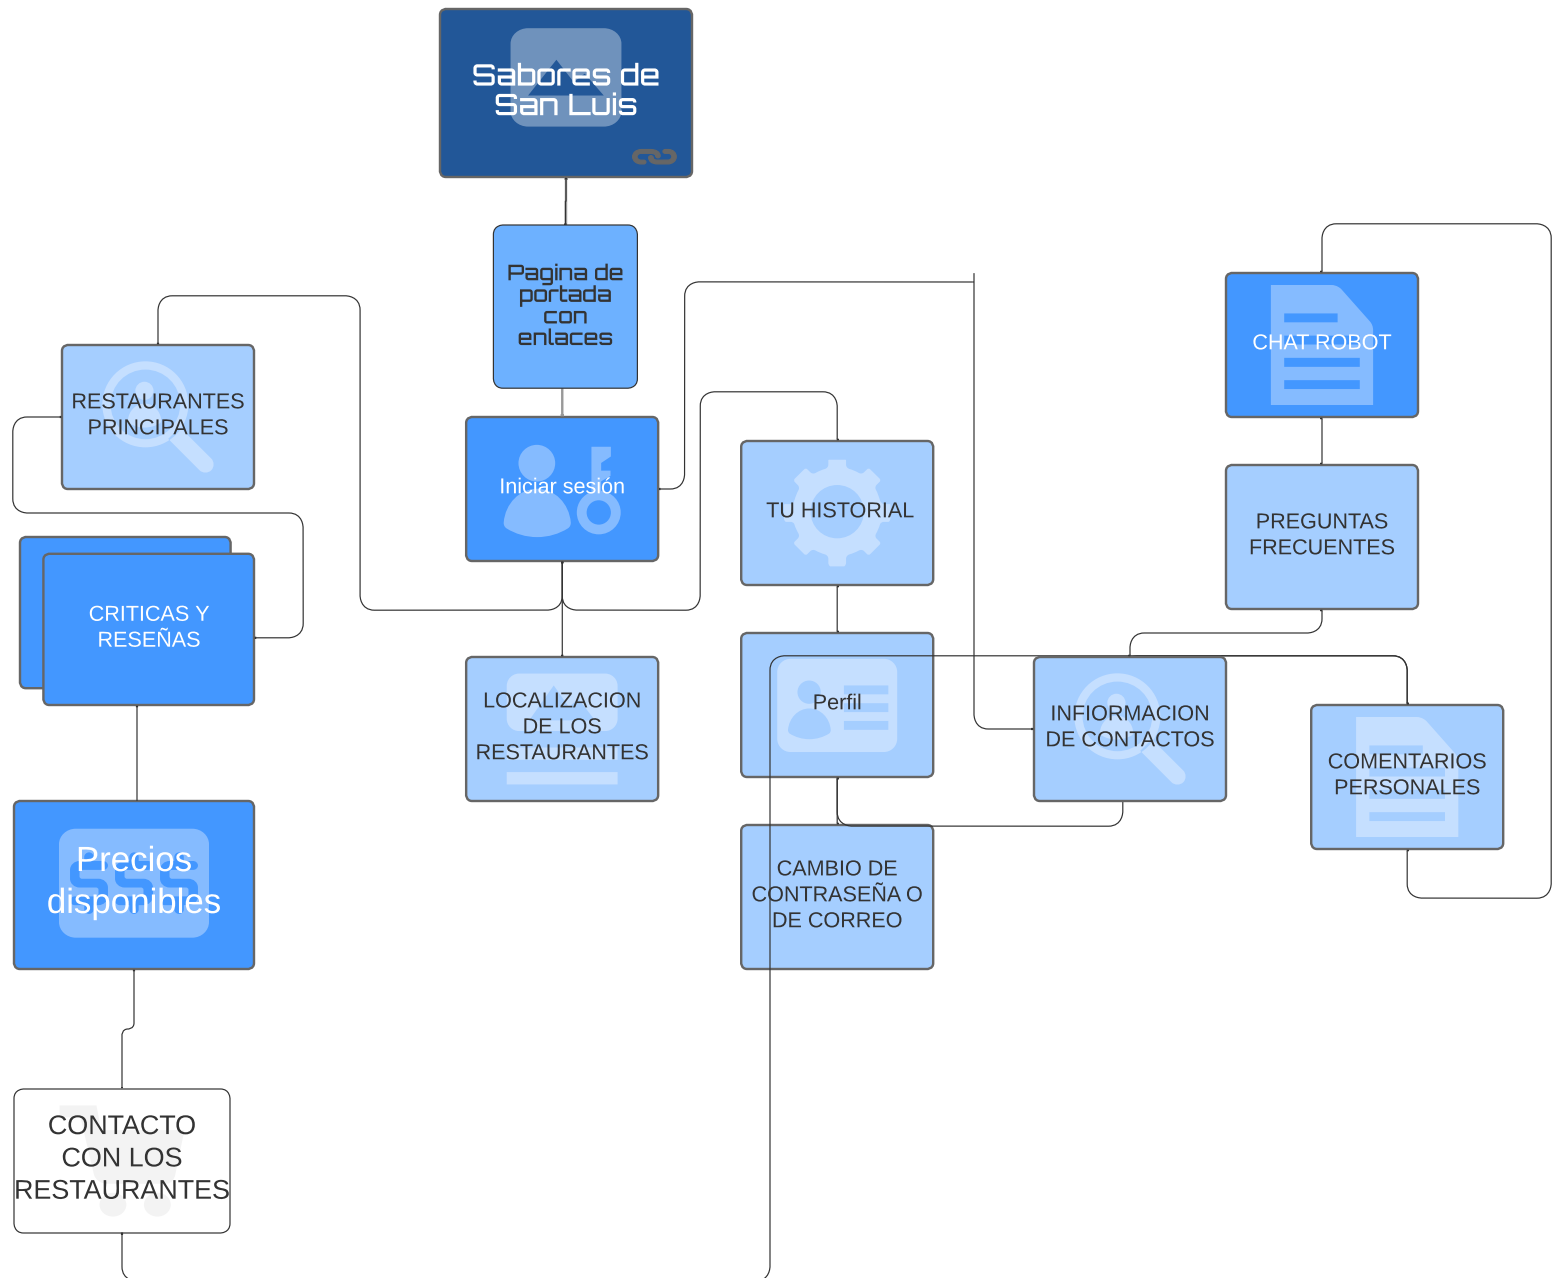 Sabores de
San Luis
Pagina de
portada
con
enlaces
RESTAURANTES
PRINCIPALES
Iniciar sesión
TU HISTORIAL
CHAT ROBOT
PREGUNTAS
FRECUENTES
CRITICAS Y
RESEÑAS
LOCALIZACION
DE LOS
RESTAURANTES
Perfil
INFIORMACION
DE CONTACTOS
COMENTARIOS
PERSONALES
Precios
disponibles
$$$
CAMBIO DE
CONTRASEÑA O
DE CORREO
CONTACTO
CON LOS
RESTAURANTES